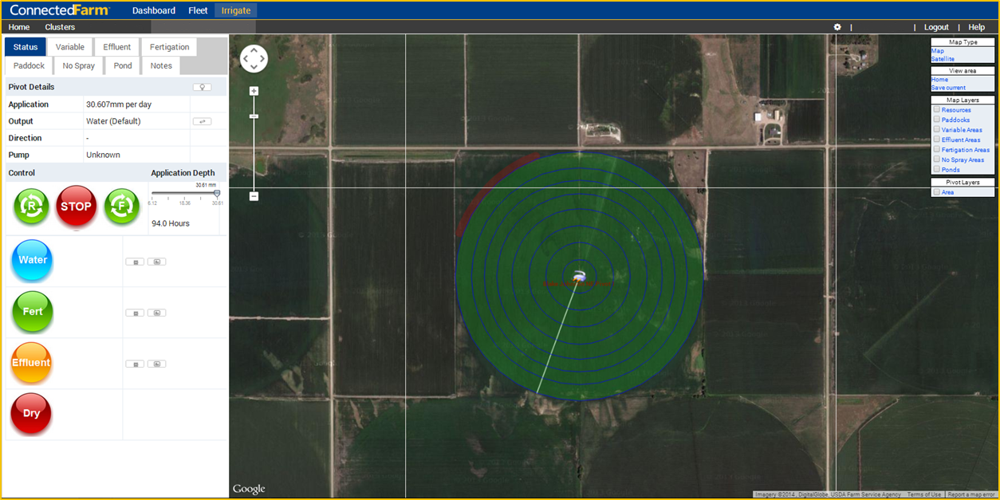 ConnectedFarm Dashboard Fleet Irrigate
Home Clusters | | Logout | Help
Status Variable Effluent Fertigation
Paddock No Spray Pond Notes
Pivot Details
Application 30.607mm per day
Output Water (Default)
Direction -
Pump Unknown
Control Application Depth
30.61 mm
R STOP F
6.12 18.36 30.61
94.0 Hours
Water
Fert
Effluent
Dry
Map Type
Map
Satellite
View area
Home
Save current
Map Layers
Resources
Paddocks
Variable Areas
Effluent Areas
Fertigation Areas
No Spray Areas
Ponds
Pivot Layers
Area
Google
Imagery ©2014, DigitalGlobe, USDA Farm Service Agency Terms of Use Report a map error